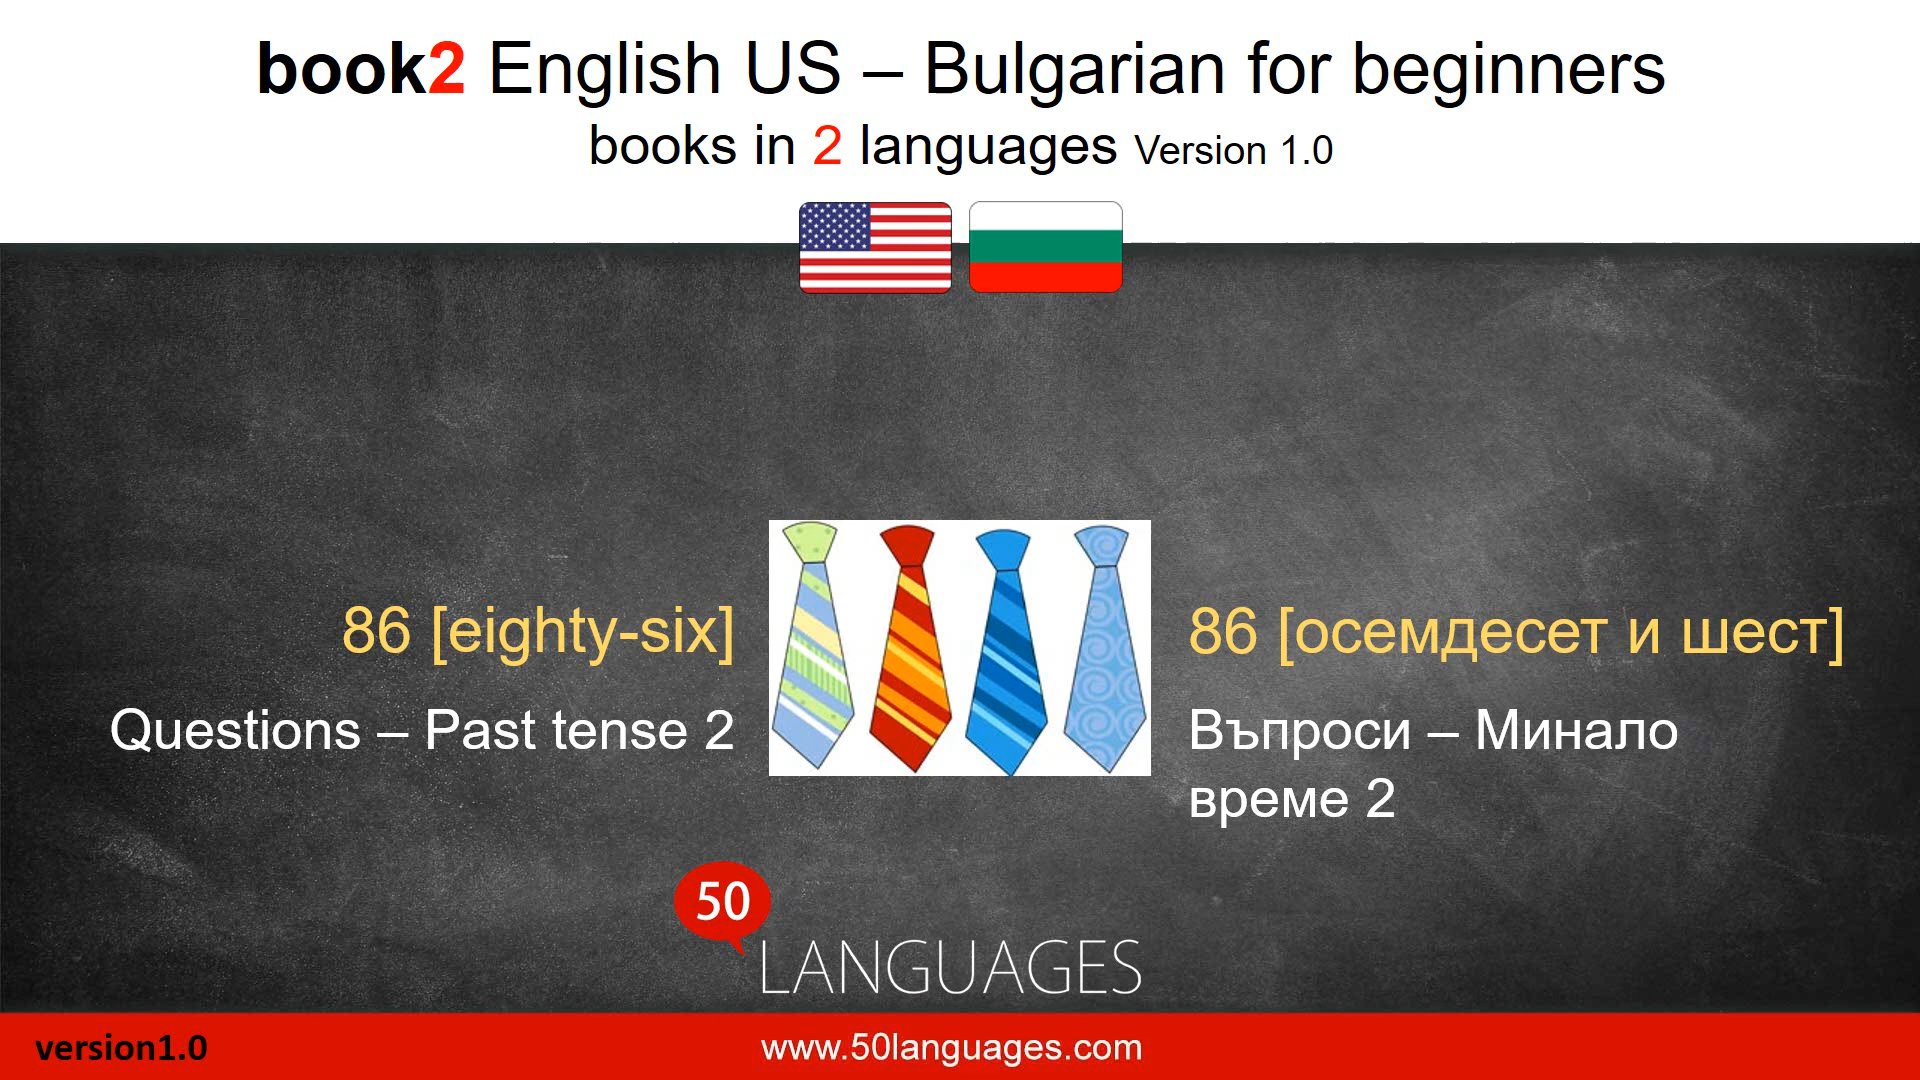 book2 English US – Bulgarian for beginners
books in 2 languages Version 1.0
86 [eighty-six]
Questions – Past tense 2
86 [осемдесет и шест]
Въпроси – Минало
време 2
50
LANGUAGES
version1.0
www.50languages.com